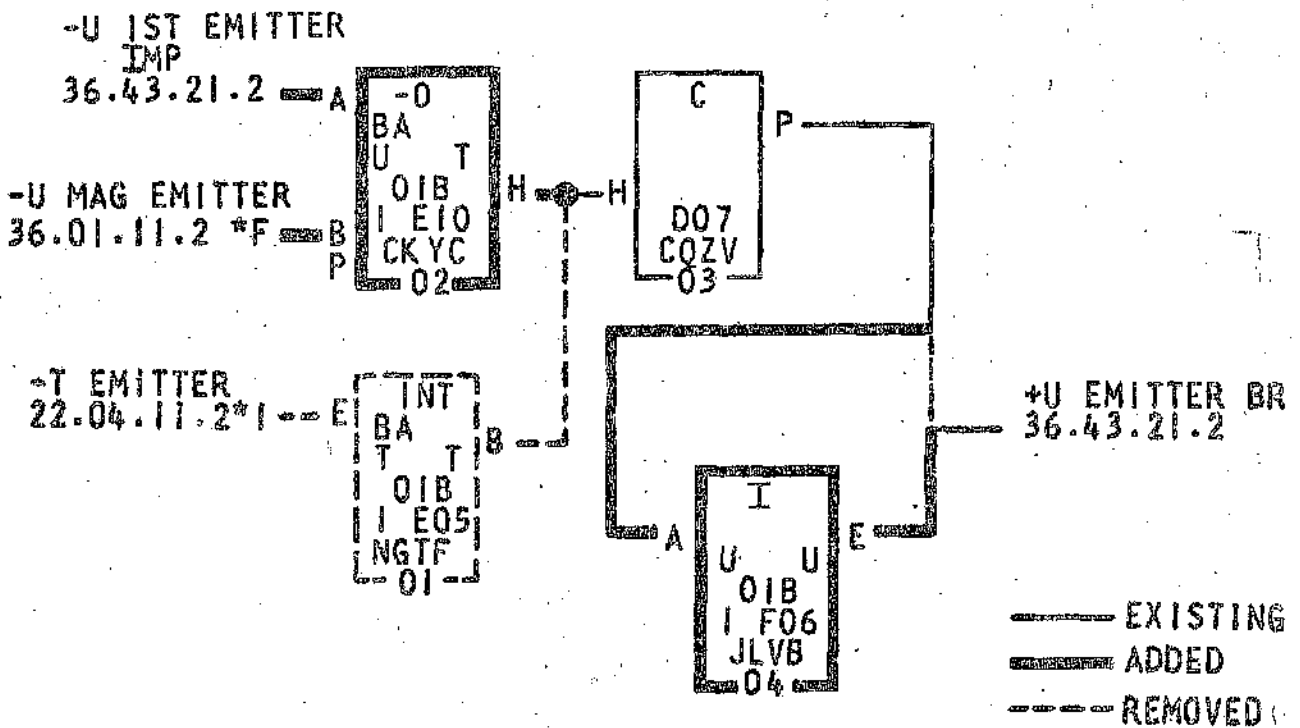 -U 1ST EMITTER
IMP
36.43.21.2
A
-O
BA
U T
01B
I E10
CKYC
02
-U MAG EMITTER
36.01.11.2 *F
B
P
H
H
C
D07
CQZV
03
P
-T EMITTER
22.04.11.2*I
E
INT
BA
T T
01B
I E05
NGTF
01
B
A
I
U U
01B
I F06
JLVB
04
E
+U EMITTER BR
36.43.21.2
EXISTING
ADDED
REMOVED